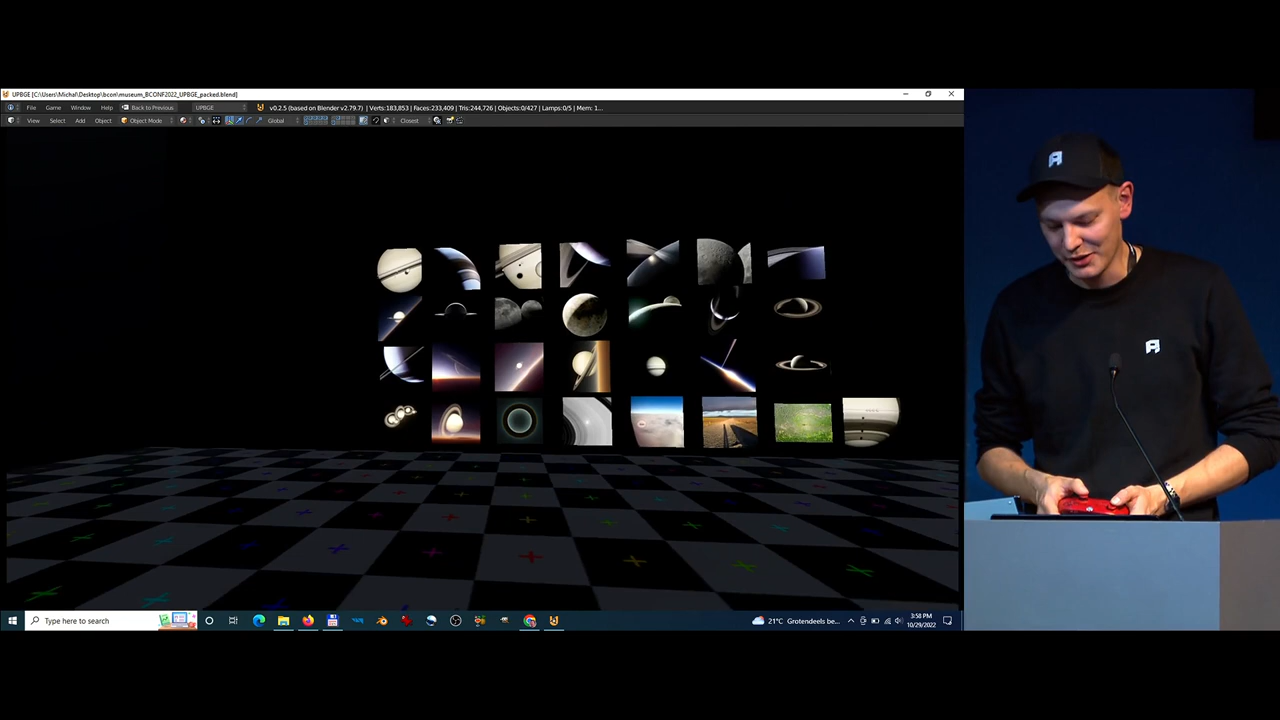 UPBGE [C:\Users\Michal\Desktop\bcon\museum_BCONF2022_UPBGE_packed.blend]
File Game Window Help Back to Previous UPBGE v0.2.5 (based on Blender v2.79.7) | Verts:183,853 | Faces:233,409 | Tris:244,726 | Objects:0/427 | Lamps:0/5 | Mem: 1...
View Select Add Object Object Mode Global Closest
Type here to search
21°C Grotendeels be...
3:58 PM
10/29/2022